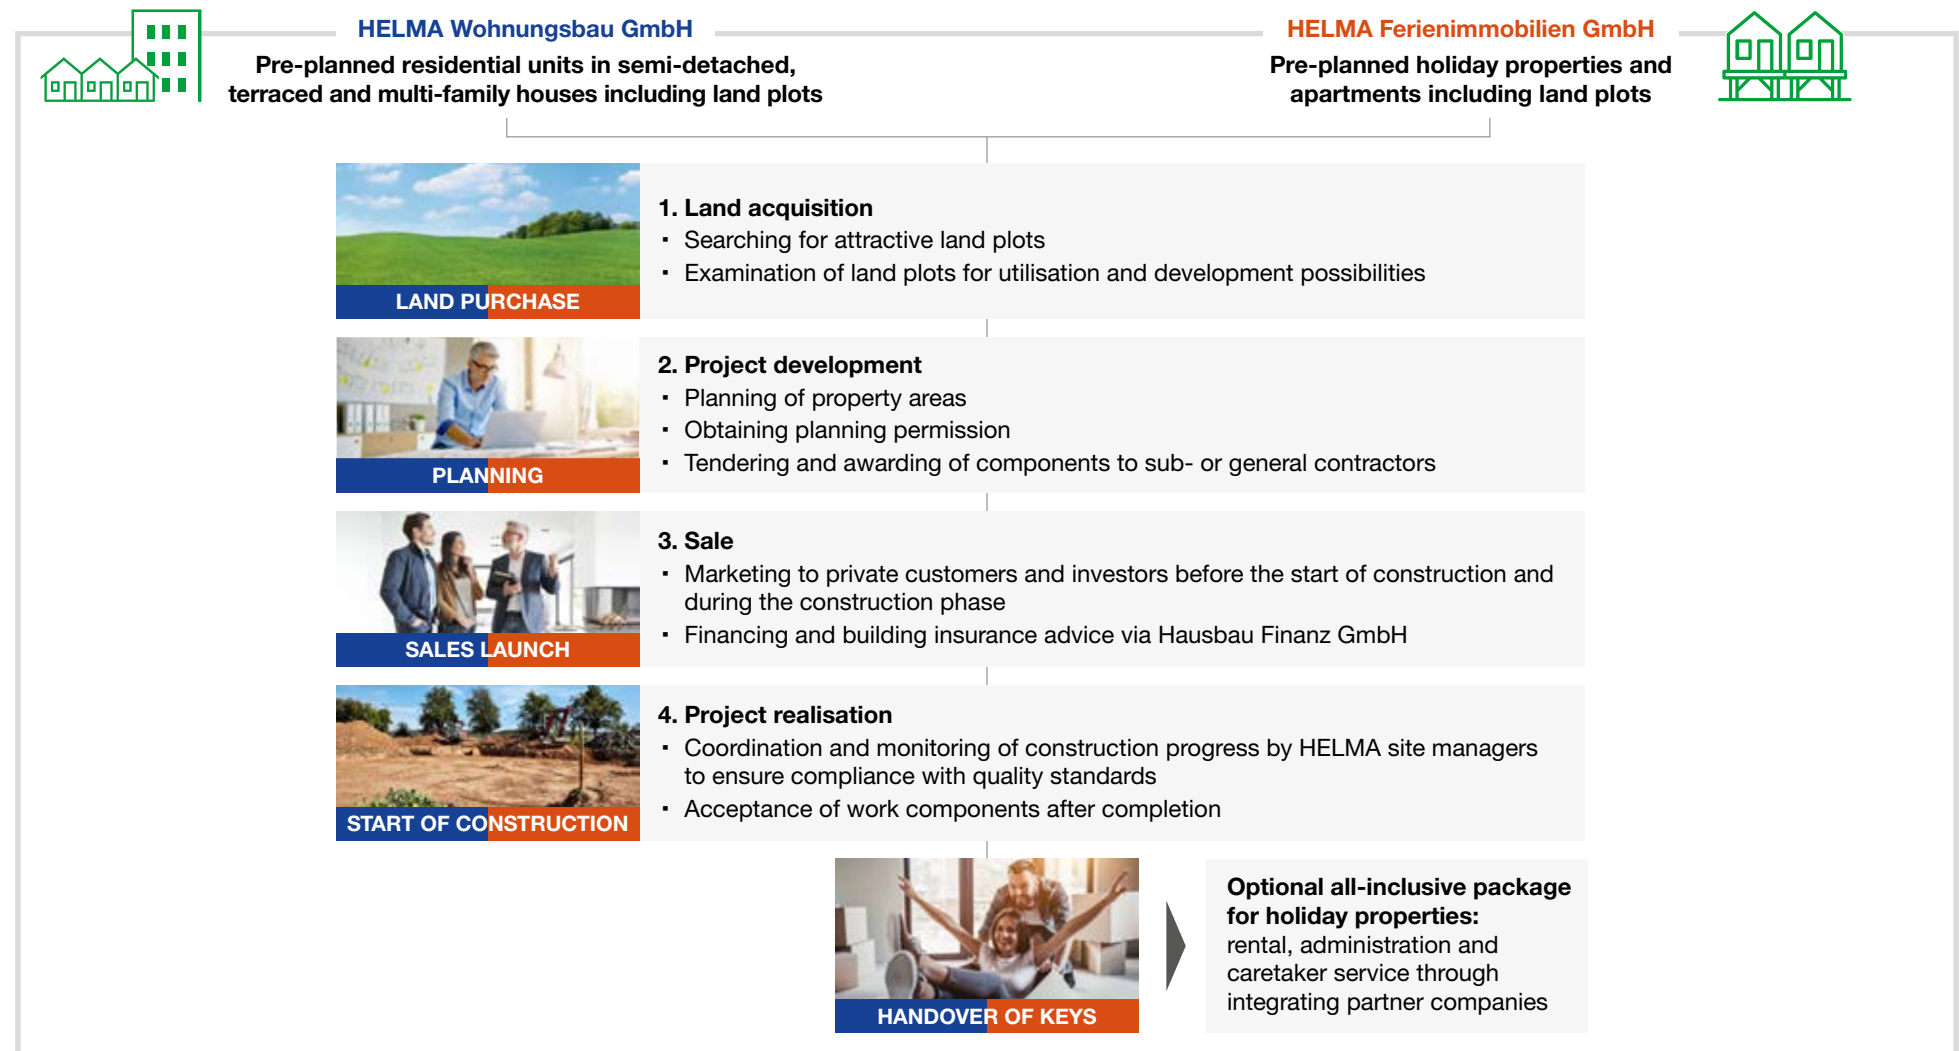 HELMA Wohnungsbau GmbH
Pre-planned residential units in semi-detached,
terraced and multi-family houses including land plots
HELMA Ferienimmobilien GmbH
Pre-planned holiday properties and
apartments including land plots
LAND PURCHASE
1. Land acquisition
▪ Searching for attractive land plots
▪ Examination of land plots for utilisation and development possibilities
PLANNING
2. Project development
▪ Planning of property areas
▪ Obtaining planning permission
▪ Tendering and awarding of components to sub- or general contractors
SALES LAUNCH
3. Sale
▪ Marketing to private customers and investors before the start of construction and
during the construction phase
▪ Financing and building insurance advice via Hausbau Finanz GmbH
START OF CONSTRUCTION
4. Project realisation
▪ Coordination and monitoring of construction progress by HELMA site managers
to ensure compliance with quality standards
▪ Acceptance of work components after completion
HANDOVER OF KEYS
Optional all-inclusive package
for holiday properties:
rental, administration and
caretaker service through
integrating partner companies